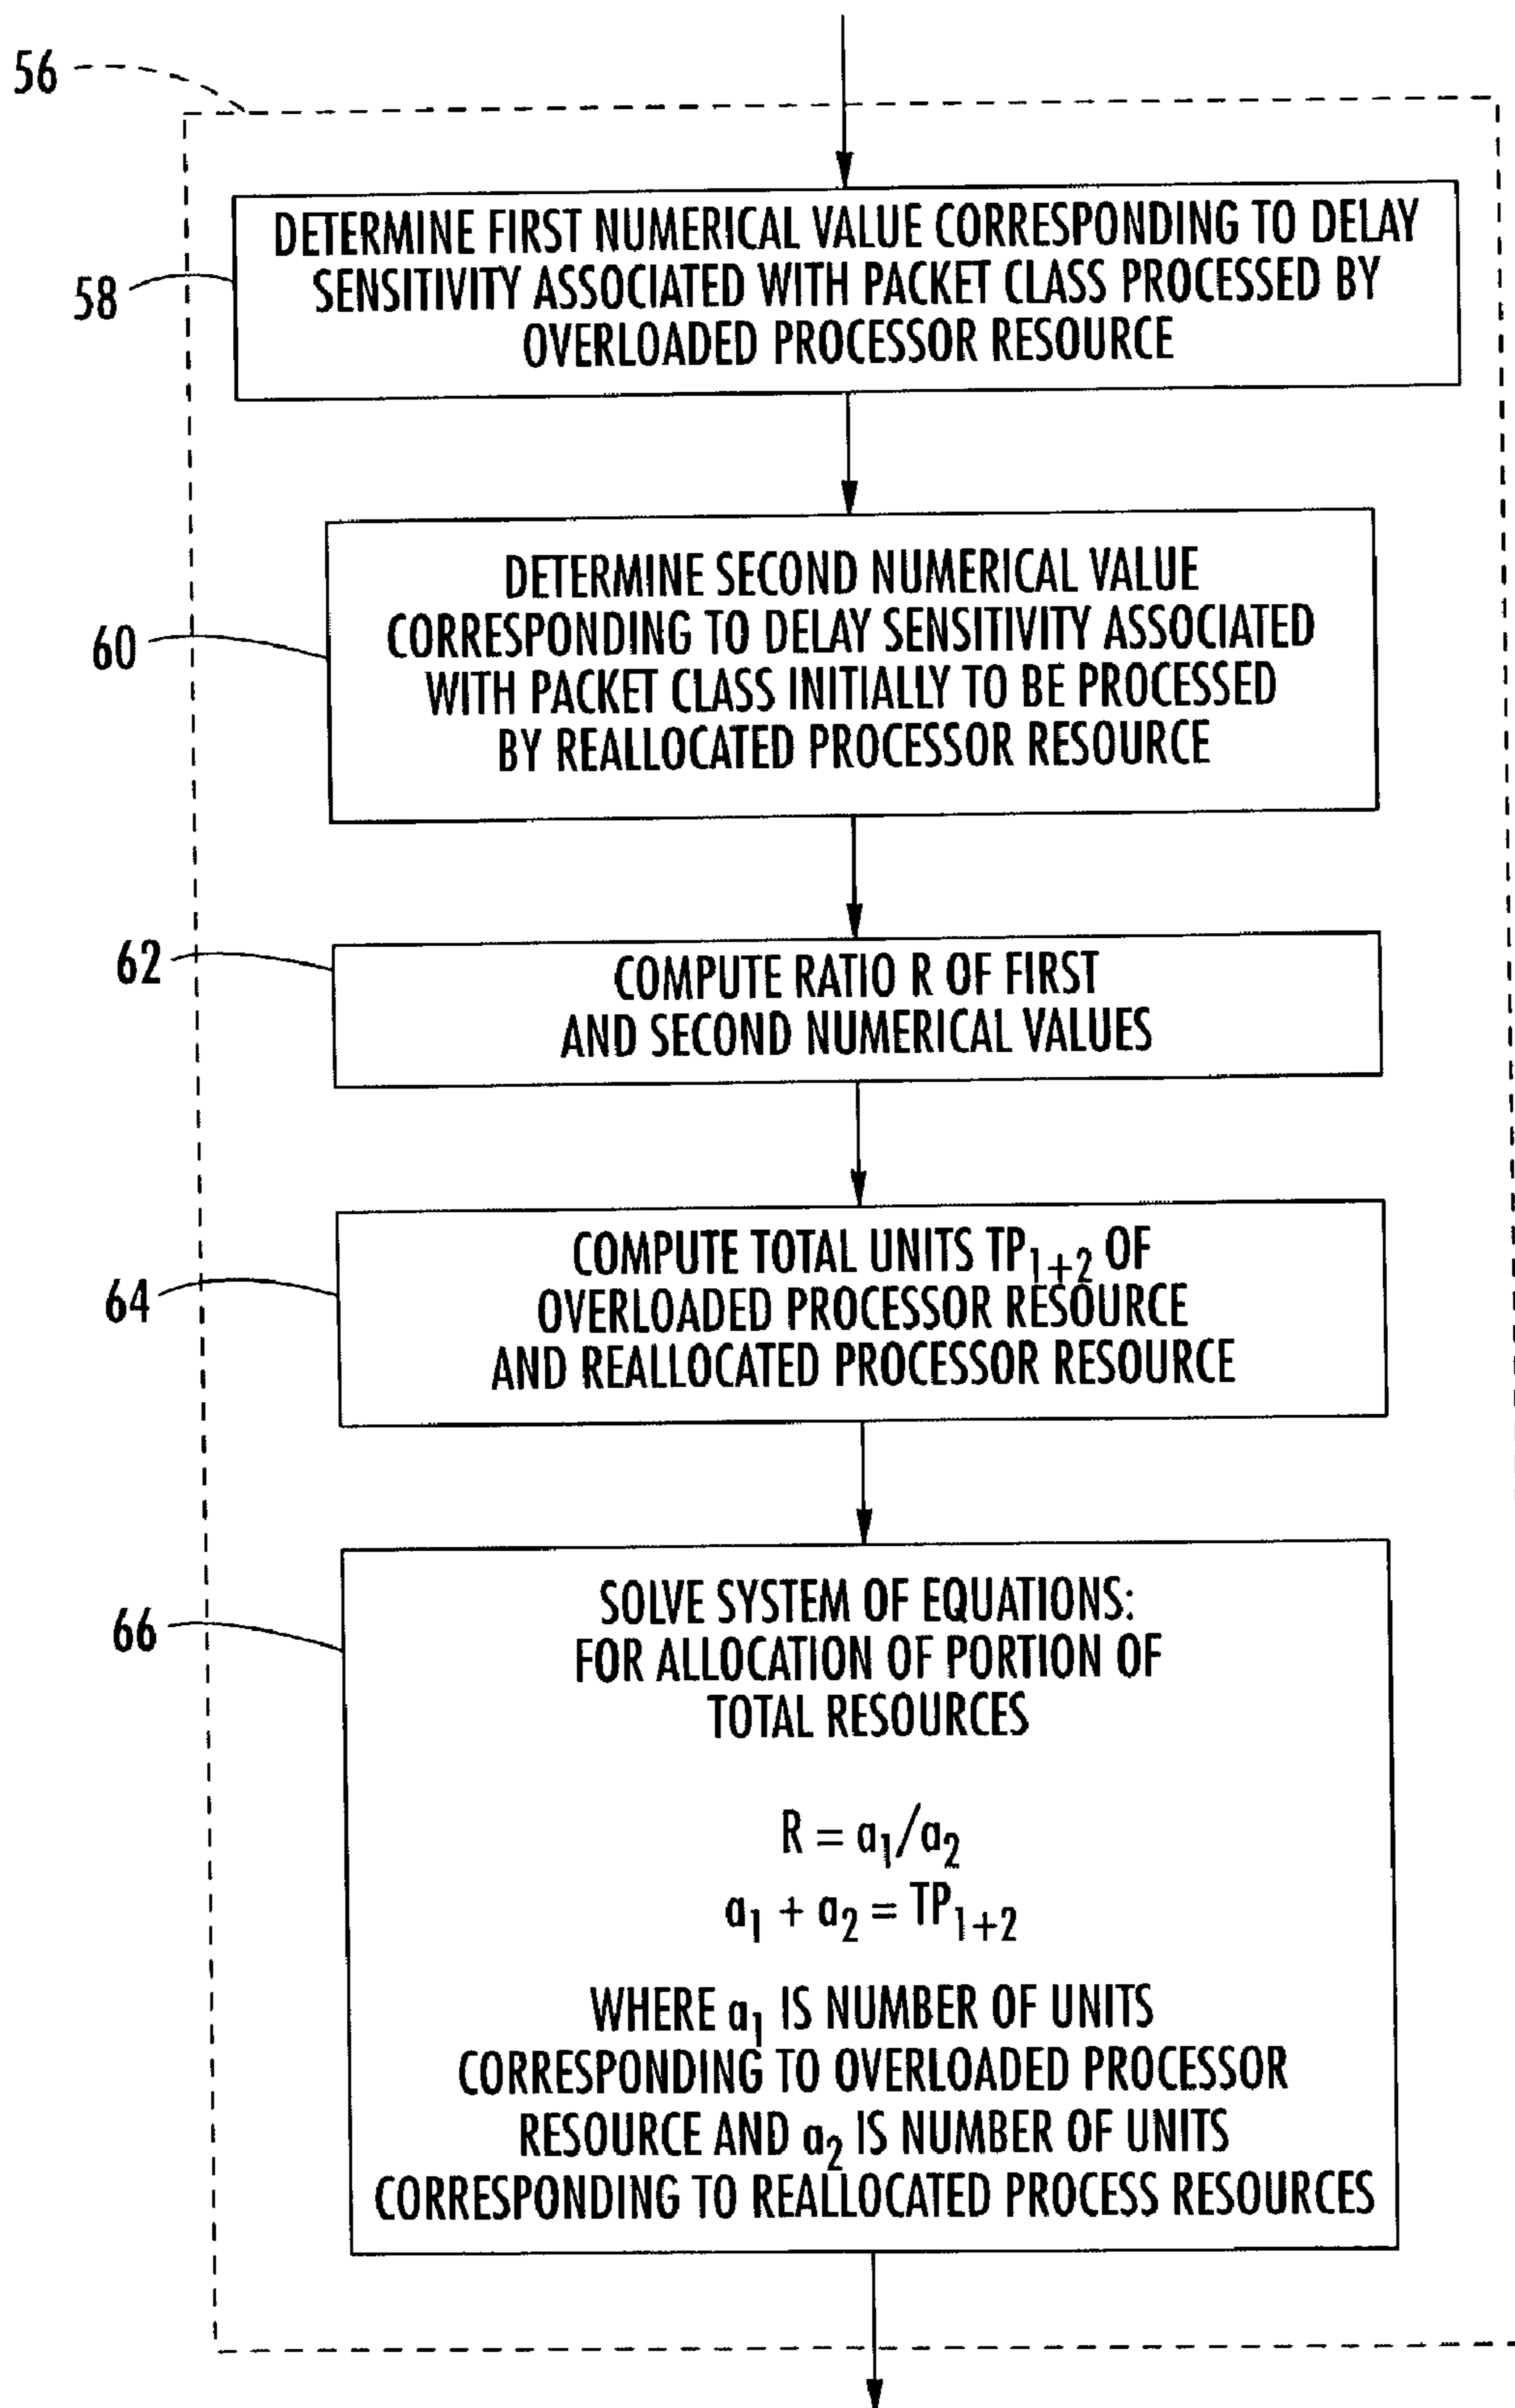 56
58
DETERMINE FIRST NUMERICAL VALUE CORRESPONDING TO DELAY
SENSITIVITY ASSOCIATED WITH PACKET CLASS PROCESSED BY
OVERLOADED PROCESSOR RESOURCE
60
DETERMINE SECOND NUMERICAL VALUE
CORRESPONDING TO DELAY SENSITIVITY ASSOCIATED
WITH PACKET CLASS INITIALLY TO BE PROCESSED
BY REALLOCATED PROCESSOR RESOURCE
62
COMPUTE RATIO R OF FIRST
AND SECOND NUMERICAL VALUES
64
COMPUTE TOTAL UNITS TP₁₊₂ OF
OVERLOADED PROCESSOR RESOURCE
AND REALLOCATED PROCESSOR RESOURCE
66
SOLVE SYSTEM OF EQUATIONS:
FOR ALLOCATION OF PORTION OF
TOTAL RESOURCES
R = a₁/a₂
a₁ + a₂ = TP₁₊₂
WHERE a₁ IS NUMBER OF UNITS
CORRESPONDING TO OVERLOADED PROCESSOR
RESOURCE AND a₂ IS NUMBER OF UNITS
CORRESPONDING TO REALLOCATED PROCESS RESOURCES